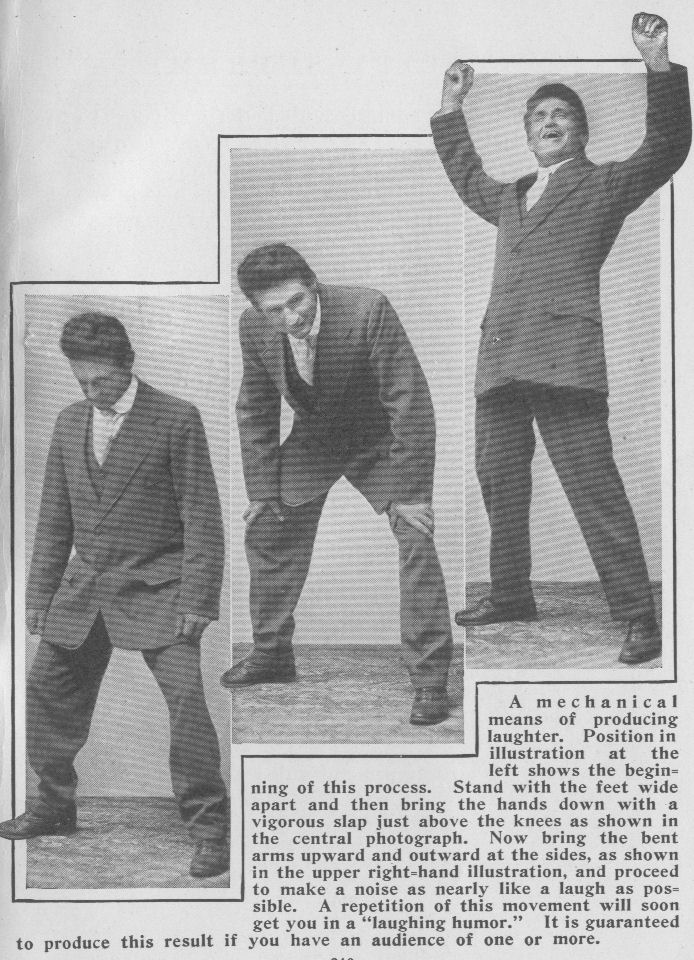 A mechanical
means of producing
laughter. Position in
illustration at the
left shows the begin=
ning of this process. Stand with the feet wide
apart and then bring the hands down with a
vigorous slap just above the knees as shown in
the central photograph. Now bring the bent
arms upward and outward at the sides, as shown
in the upper right=hand illustration, and proceed
to make a noise as nearly like a laugh as pos=
sible. A repetition of this movement will soon
get you in a "laughing humor." It is guaranteed
to produce this result if you have an audience of one or more.